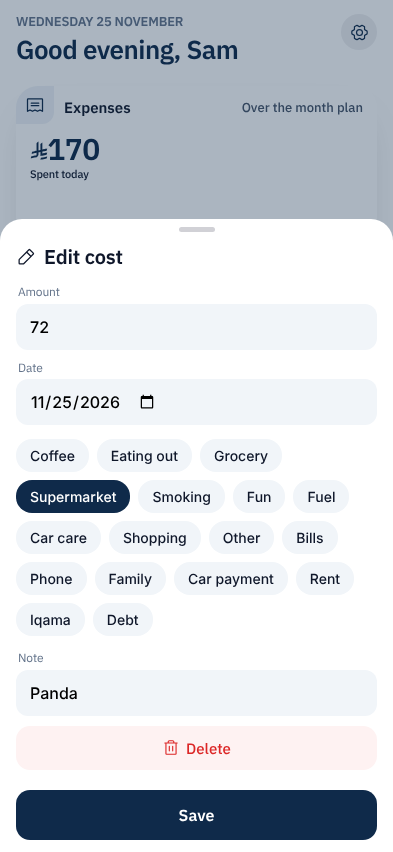 WEDNESDAY 25 NOVEMBER
Good evening, Sam
Expenses
Over the month plan
⃁170
Spent today
Edit cost
Amount
72
Date
11/25/2026
Coffee
Eating out
Grocery
Supermarket
Smoking
Fun
Fuel
Car care
Shopping
Other
Bills
Phone
Family
Car payment
Rent
Iqama
Debt
Note
Panda
Delete
Save